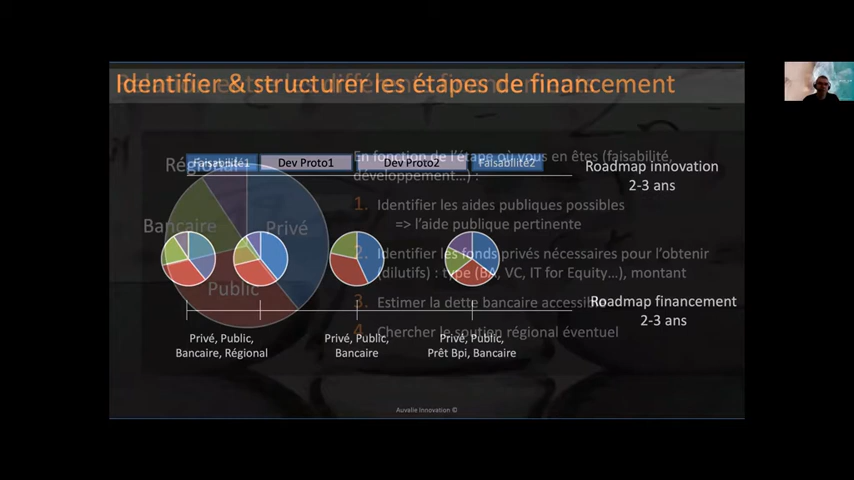 Identifier & structurer les étapes de financement
Faisabilité1
Dev Proto1
Dev Proto2
Faisabilité2
Roadmap innovation
2-3 ans
Régional
Bancaire
Privé
Public
En fonction de l'étape où vous en êtes (faisabilité,
développement...) :
1. Identifier les aides publiques possibles
=> l'aide publique pertinente
2. Identifier les fonds privés nécessaires pour l'obtenir
(dilutifs) : type (BA, VC, IT for Equity...), montant
3. Estimer la dette bancaire accessible
4. Chercher le soutien régional éventuel
Roadmap financement
2-3 ans
Privé, Public,
Bancaire, Régional
Privé, Public,
Bancaire
Privé, Public,
Prêt Bpi, Bancaire
Auvalie Innovation ©